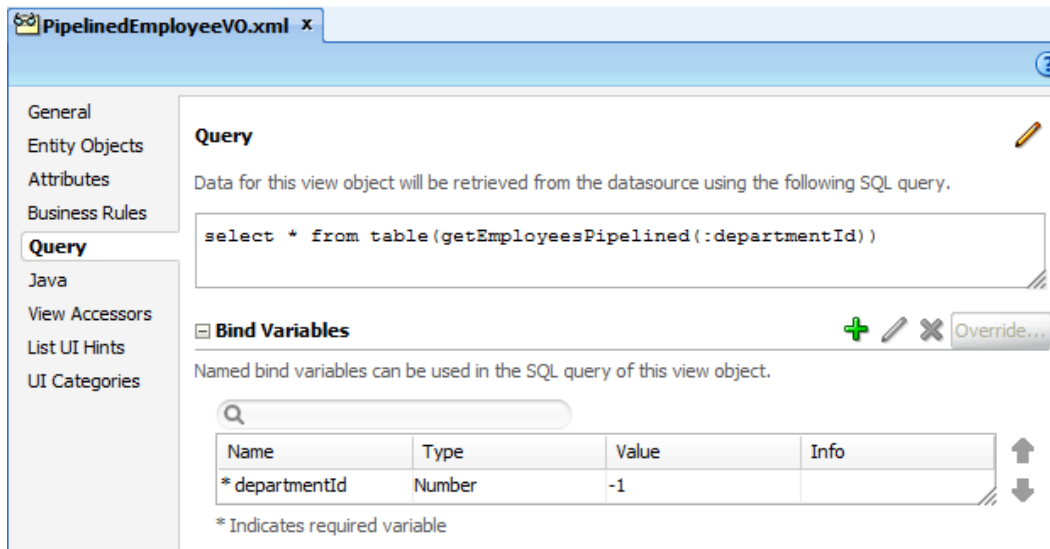 PipelinedEmployeeVO.xml x
?
General
Entity Objects
Attributes
Business Rules
Query
Java
View Accessors
List UI Hints
UI Categories
Query
Data for this view object will be retrieved from the datasource using the following SQL query.
select * from table(getEmployeesPipelined(:departmentId))
Bind Variables
Override...
Named bind variables can be used in the SQL query of this view object.
Name Type Value Info
* departmentId Number -1
* Indicates required variable